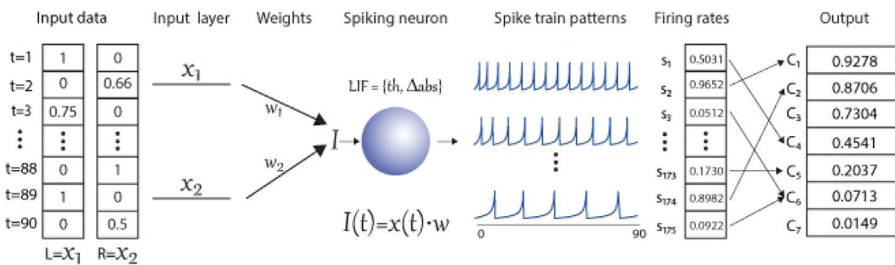 Input data
Input layer
Weights
Spiking neuron
Spike train patterns
Firing rates
Output
t=1 1 0
t=2 0 0.66
t=3 0.75 0
t=88 0 1
t=89 1 0
t=90 0 0.5
L=x1 R=x2
x1
x2
w1
w2
I
LIF = {th, Δabs}
I(t)=x(t)·w
0 90
s1 0.5031
s2 0.9652
s3 0.0512
s173 0.1730
s174 0.8982
s175 0.0922
C1 0.9278
C2 0.8706
C3 0.7304
C4 0.4541
C5 0.2037
C6 0.0713
C7 0.0149